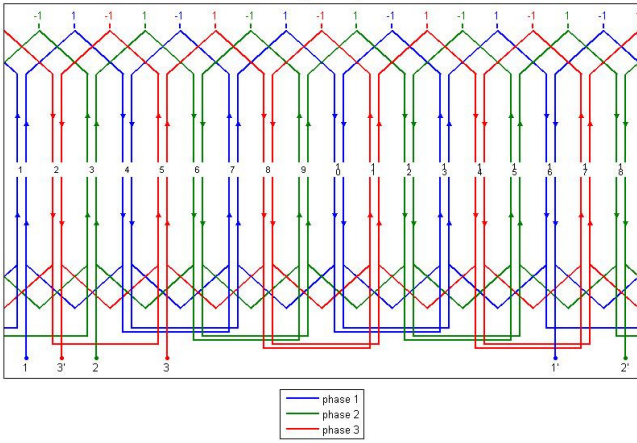 -1 1 -1 1 -1 1 -1 1 -1 1 -1 1 -1 1 -1 1 -1 1
1 2 3 4 5 6 7 8 9 10 11 12 13 14 15 16 17 18
1 3' 2 3 1' 2'
phase 1
phase 2
phase 3